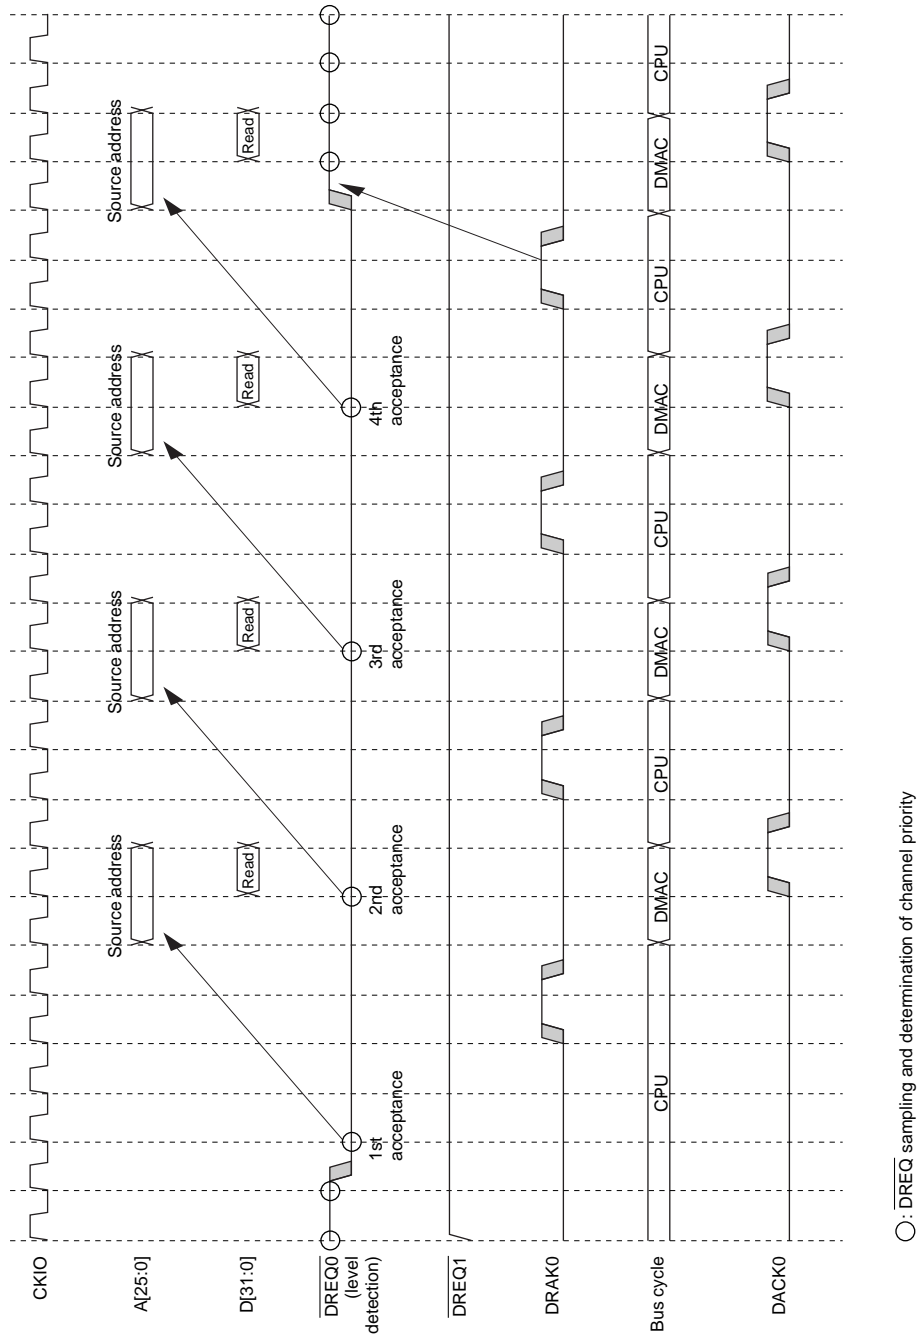 CKIO
A[25:0]
Source address
Source address
Source address
Source address
D[31:0]
Read
Read
Read
Read
DREQ0
(level
detection)
1st
acceptance
2nd
acceptance
3rd
acceptance
4th
acceptance
DREQ1
DRAK0
Bus cycle
CPU
DMAC
CPU
DMAC
CPU
DMAC
CPU
DMAC
CPU
DACK0
: DREQ sampling and determination of channel priority